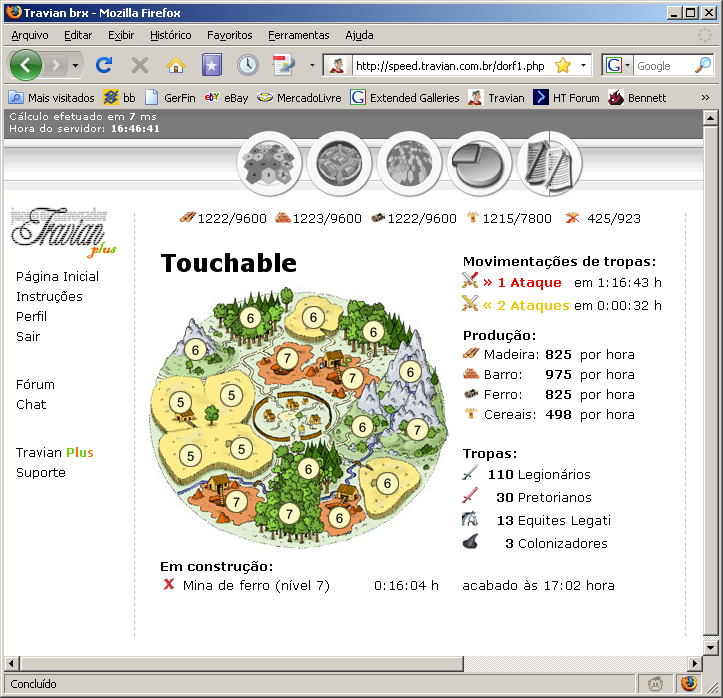 Travian brx - Mozilla Firefox
Arquivo Editar Exibir Histórico Favoritos Ferramentas Ajuda
http://speed.travian.com.br/dorf1.php G Google
Mais visitados bb GerFin eBay MercadoLivre Extended Galleries Travian HT Forum Bennett »
Cálculo efetuado em 7 ms
Hora do servidor: 16:46:41
1222/9600 1223/9600 1222/9600 1215/7800 425/923
Travian plus
Página Inicial
Instruções
Perfil
Sair
Fórum
Chat
Travian Plus
Suporte
Touchable
6 6 6
6 7 7 6
5 5 6 7
5 5 6 6
7 7 6
Em construção:
Mina de ferro (nível 7) 0:16:04 h acabado às 17:02 hora
Movimentações de tropas:
» 1 Ataque em 1:16:43 h
« 2 Ataques em 0:00:32 h
Produção:
Madeira: 825 por hora
Barro: 975 por hora
Ferro: 825 por hora
Cereais: 498 por hora
Tropas:
110 Legionários
30 Pretorianos
13 Equites Legati
3 Colonizadores
Concluído